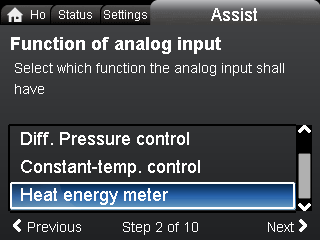 Ho Status Settings Assist
Function of analog input
Select which function the analog input shall
have
Diff. Pressure control
Constant-temp. control
Heat energy meter
Previous Step 2 of 10 Next